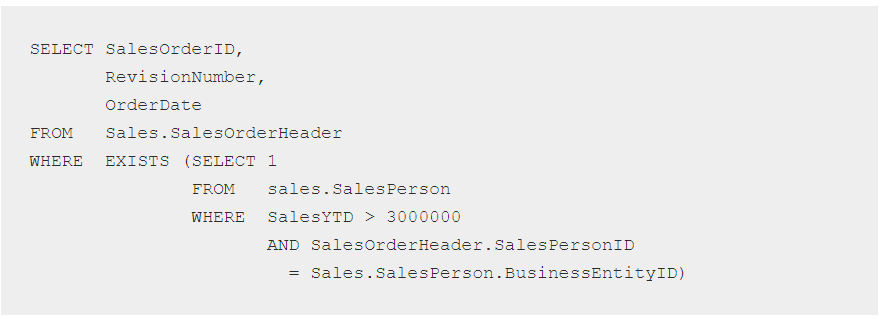 SELECT SalesOrderID,
RevisionNumber,
OrderDate
FROM Sales.SalesOrderHeader
WHERE EXISTS (SELECT 1
FROM sales.SalesPerson
WHERE SalesYTD > 3000000
AND SalesOrderHeader.SalesPersonID
= Sales.SalesPerson.BusinessEntityID)